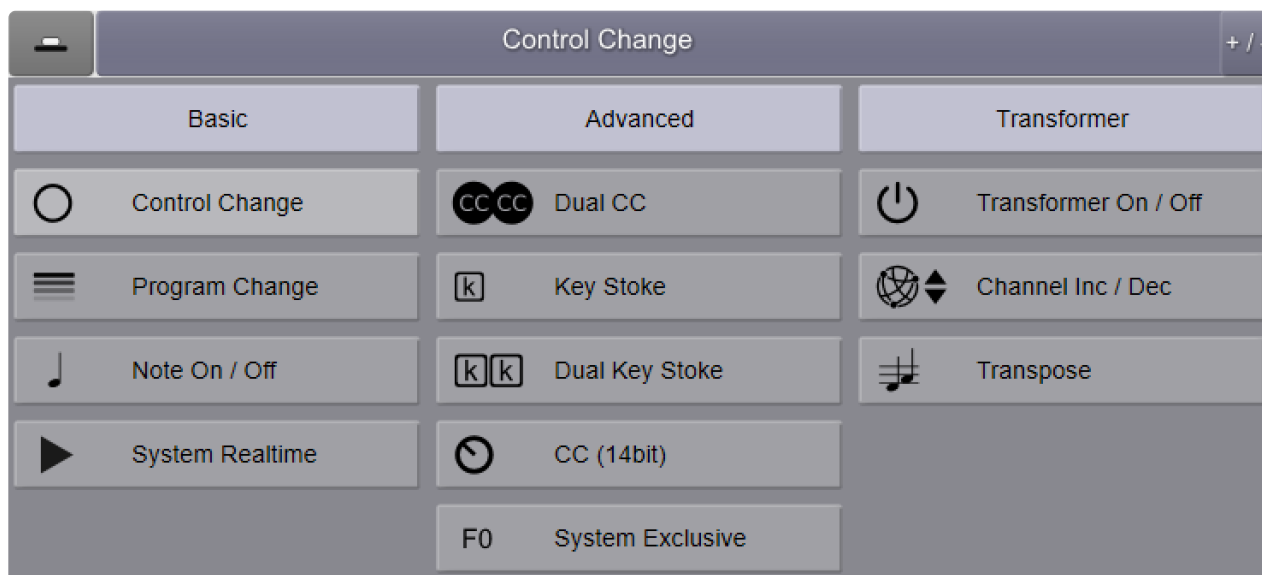 Control Change
+ / -
Basic
Advanced
Transformer
Control Change
CC CC Dual CC
Transformer On / Off
Program Change
k Key Stoke
Channel Inc / Dec
Note On / Off
k k Dual Key Stoke
Transpose
System Realtime
CC (14bit)
F0 System Exclusive